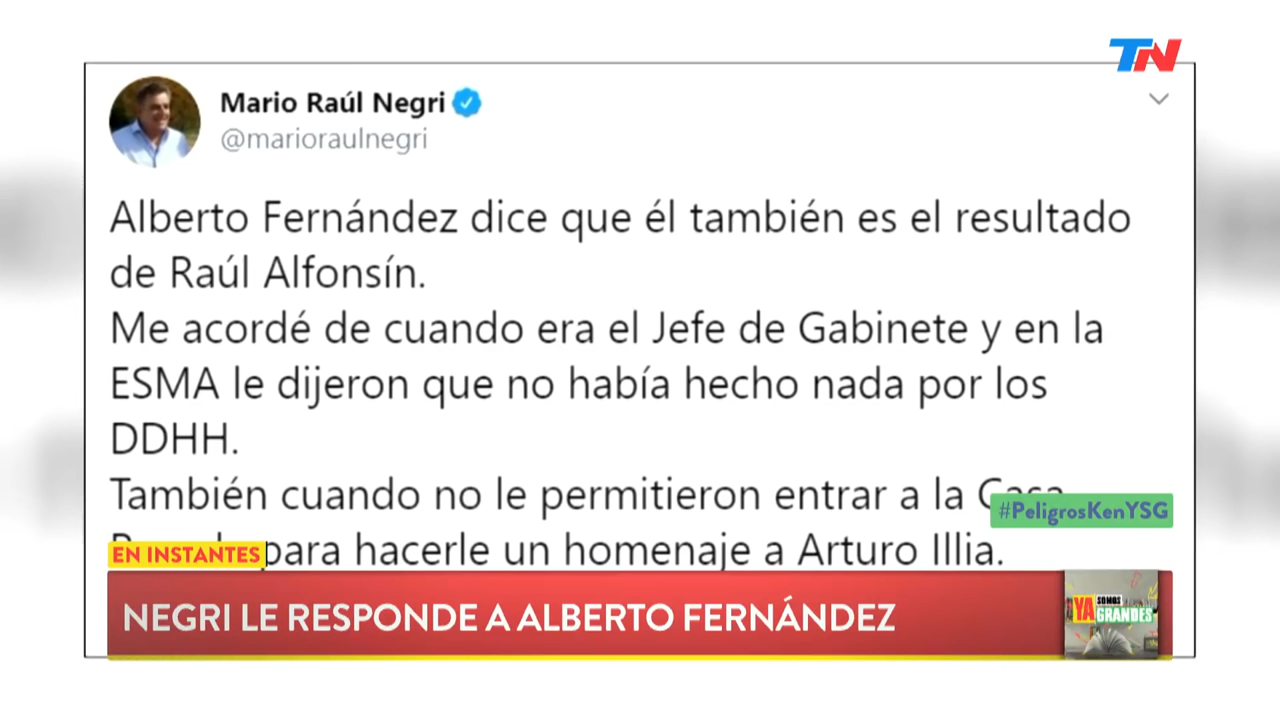 TN
Mario Raúl Negri
@marioraulnegri
Alberto Fernández dice que él también es el resultado
de Raúl Alfonsín.
Me acordé de cuando era el Jefe de Gabinete y en la
ESMA le dijeron que no había hecho nada por los
DDHH.
También cuando no le permitieron entrar a la Casa
#PeligrosKenYSG
para hacerle un homenaje a Arturo Illia.
EN INSTANTES
NEGRI LE RESPONDE A ALBERTO FERNÁNDEZ
YA SOMOS GRANDES